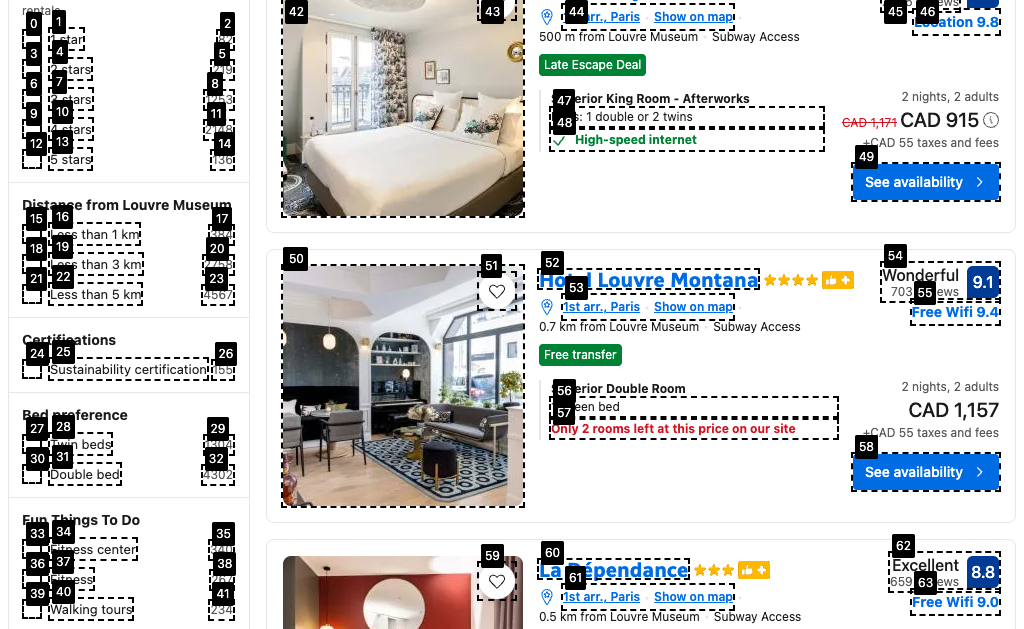 rentals
0
1
2
star
3
4
5
2 stars
219
6
7
8
stars
1253
9
10
11
4 stars
2148
12
13
14
5 stars
136
Distance from Louvre Museum
15
16
17
Less than 1 km
384
18
19
20
Less than 3 km
2758
21
22
23
Less than 5 km
4567
Certifications
24
25
26
Sustainability certification
155
Bed preference
27
28
29
Twin beds
30
31
32
Double bed
4302
Fun Things To Do
33
34
35
Fitness center
340
36
37
38
Fitness
267
39
40
41
Walking tours
234
42
43
44
45
46
arr., Paris
Show on map
Location 9.8
500 m from Louvre Museum · Subway Access
Late Escape Deal
47
Superior King Room - Afterworks
48
: 1 double or 2 twins
High-speed internet
2 nights, 2 adults
CAD 1,171 CAD 915
+CAD 55 taxes and fees
49
See availability
50
51
52
Hotel Louvre Montana
53
1st arr., Paris
Show on map
0.7 km from Louvre Museum · Subway Access
54
Wonderful
9.1
703
55
Free Wifi 9.4
Free transfer
56
Superior Double Room
57
queen bed
Only 2 rooms left at this price on our site
2 nights, 2 adults
CAD 1,157
+CAD 55 taxes and fees
58
See availability
59
60
La Dépendance
61
1st arr., Paris
Show on map
0.5 km from Louvre Museum · Subway Access
62
Excellent
8.8
659
63
Free Wifi 9.0